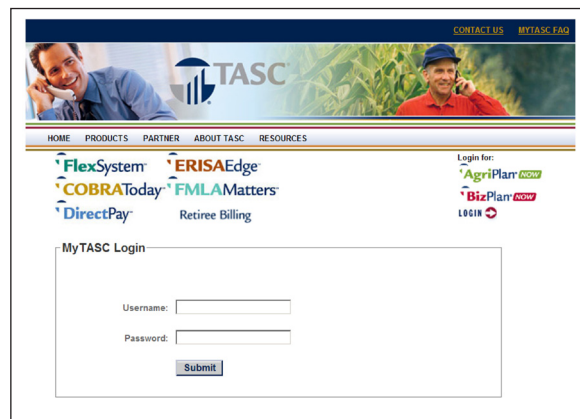 CONTACT US MYTASC FAQ
TASC
HOME PRODUCTS PARTNER ABOUT TASC RESOURCES
FlexSystem ERISAEdge
COBRAToday FMLAMatters
DirectPay Retiree Billing
Login for:
AgriPlan NOW
BizPlan NOW
LOGIN
MyTASC Login
Username:
Password:
Submit